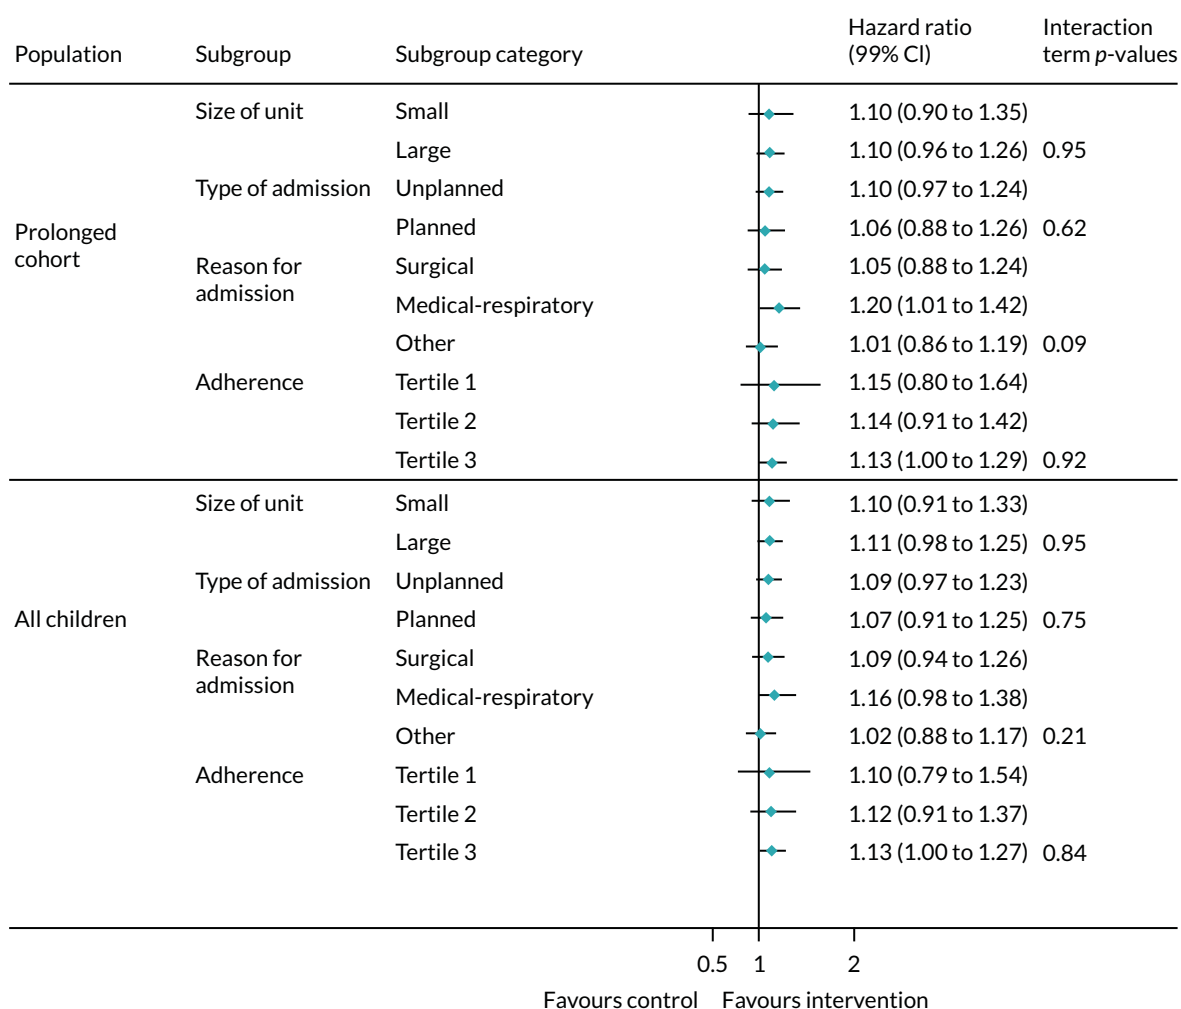 Population Subgroup Subgroup category Hazard ratio (99% CI) Interaction term p-values
Size of unit Small 1.10 (0.90 to 1.35)
Large 1.10 (0.96 to 1.26) 0.95
Type of admission Unplanned 1.10 (0.97 to 1.24)
Prolonged cohort Planned 1.06 (0.88 to 1.26) 0.62
Reason for admission Surgical 1.05 (0.88 to 1.24)
Medical-respiratory 1.20 (1.01 to 1.42)
Other 1.01 (0.86 to 1.19) 0.09
Adherence Tertile 1 1.15 (0.80 to 1.64)
Tertile 2 1.14 (0.91 to 1.42)
Tertile 3 1.13 (1.00 to 1.29) 0.92
Size of unit Small 1.10 (0.91 to 1.33)
Large 1.11 (0.98 to 1.25) 0.95
Type of admission Unplanned 1.09 (0.97 to 1.23)
All children Planned 1.07 (0.91 to 1.25) 0.75
Reason for admission Surgical 1.09 (0.94 to 1.26)
Medical-respiratory 1.16 (0.98 to 1.38)
Other 1.02 (0.88 to 1.17) 0.21
Adherence Tertile 1 1.10 (0.79 to 1.54)
Tertile 2 1.12 (0.91 to 1.37)
Tertile 3 1.13 (1.00 to 1.27) 0.84
0.5 1 2
Favours control Favours intervention